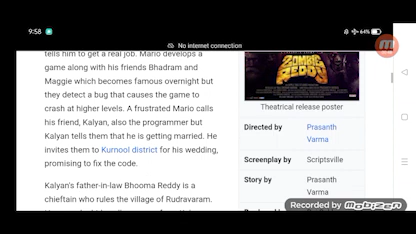 9:58
64%
No internet connection
tells him to get a real job. Mario develops a
game along with his friends Bhadram and
Maggie which becomes famous overnight but
they detect a bug that causes the game to
crash at higher levels. A frustrated Mario calls
his friend, Kalyan, also the programmer but
Kalyan tells them that he is getting married. He
invites them to Kurnool district for his wedding,
promising to fix the code.
Kalyan's father-in-law Bhooma Reddy is a
chieftain who rules the village of Rudravaram.
ZOMBIE
REDDY
Theatrical release poster
Directed by Prasanth
Varma
Screenplay by Scriptsville
Story by Prasanth
Varma
Recorded by Mobizen